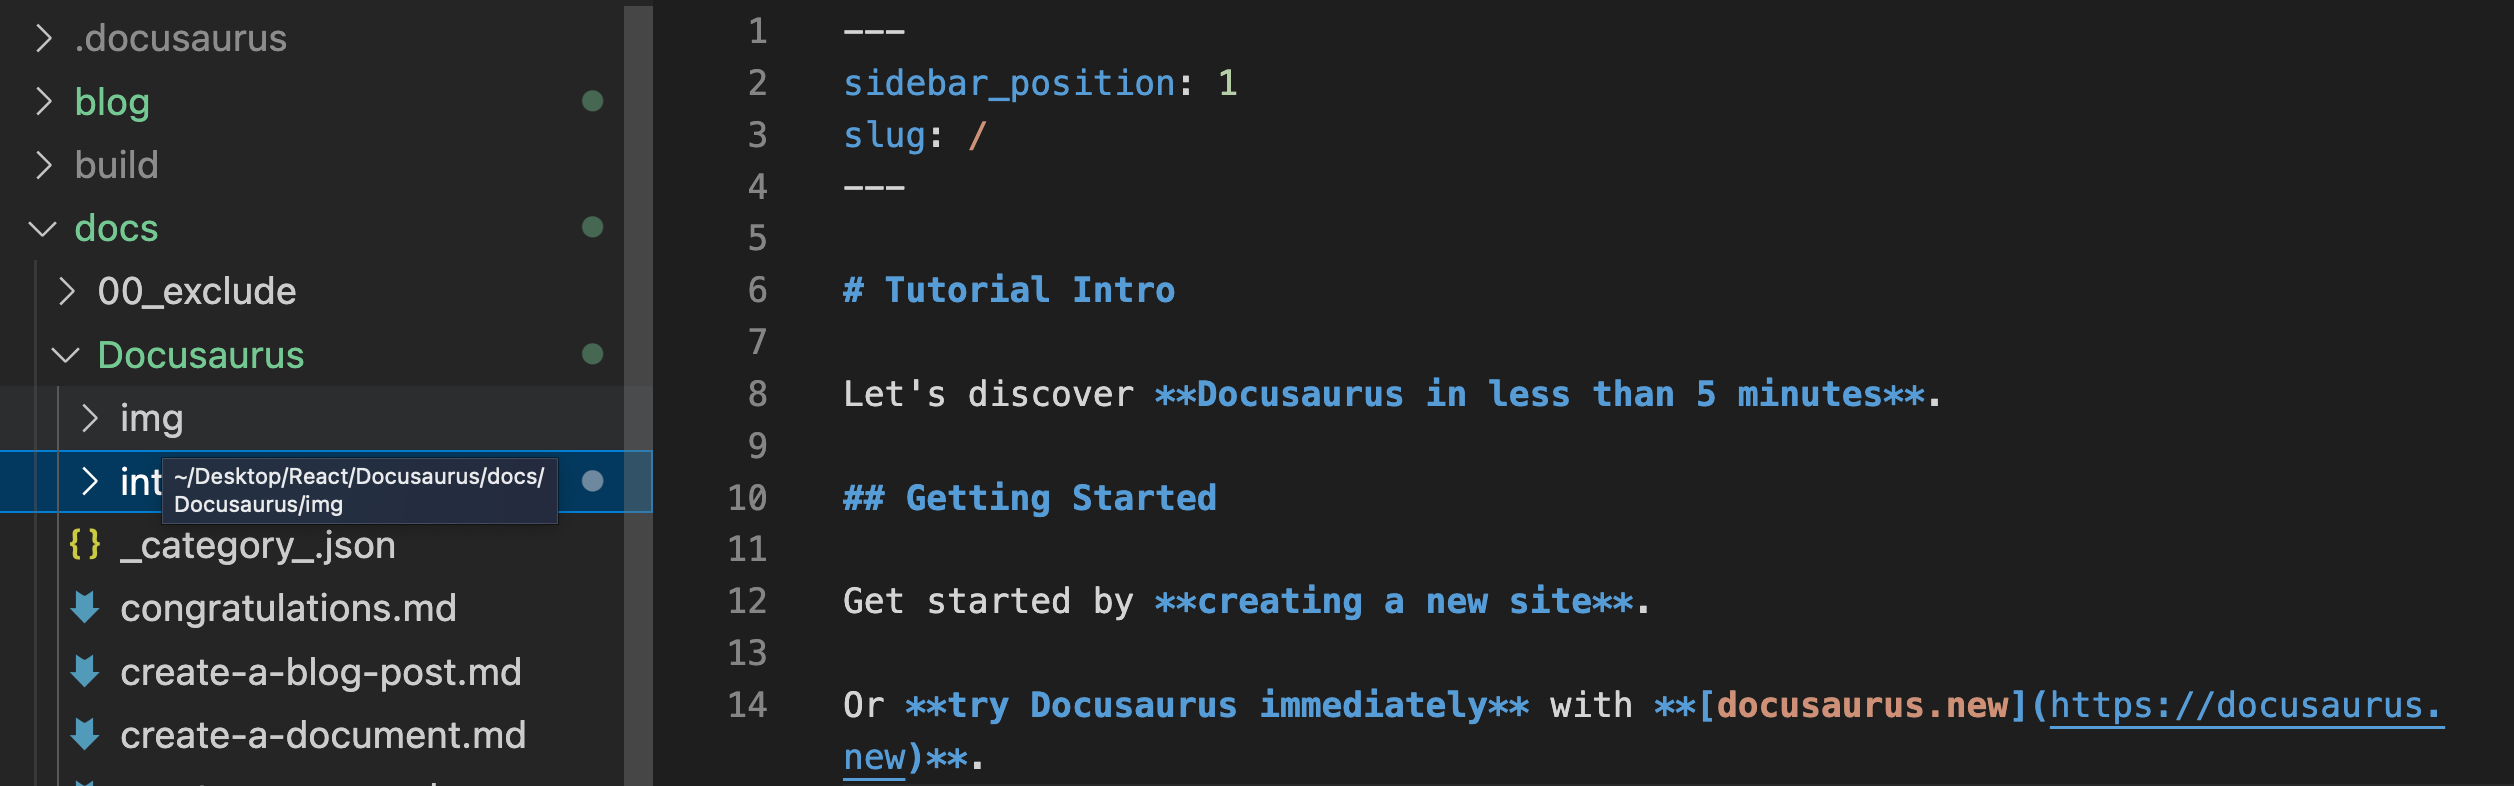 .docusaurus
blog
build
docs
00_exclude
Docusaurus
img
int
~/Desktop/React/Docusaurus/docs/
Docusaurus/img
_category_.json
congratulations.md
create-a-blog-post.md
create-a-document.md
1 ---
2 sidebar_position: 1
3 slug: /
4 ---
5
6 # Tutorial Intro
7
8 Let's discover **Docusaurus in less than 5 minutes**.
9
10 ## Getting Started
11
12 Get started by **creating a new site**.
13
14 Or **try Docusaurus immediately** with **[docusaurus.new](https://docusaurus.
new)**.